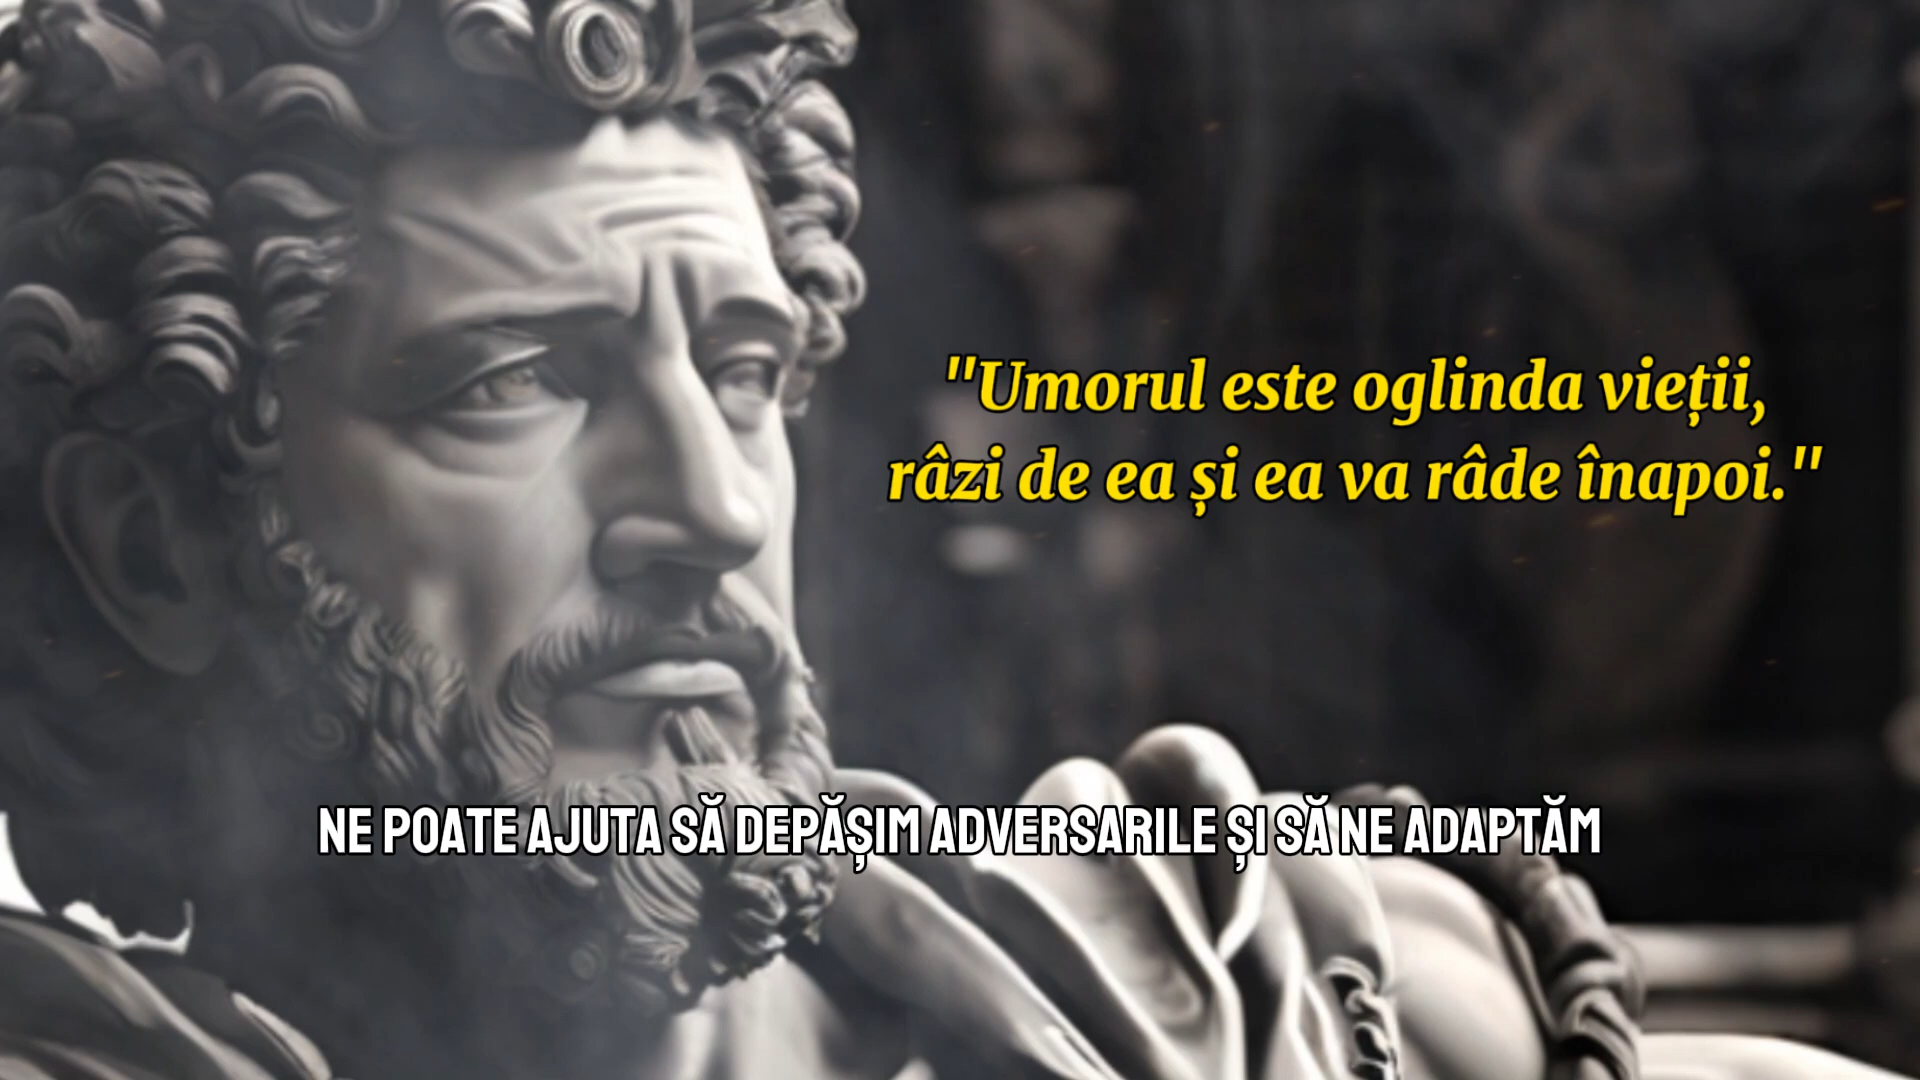 "Umorul este oglinda vieții,
râzi de ea și ea va râde înapoi."
NE POATE AJUTA SĂ DEPĂȘIM ADVERSARILE ȘI SĂ NE ADAPTĂM